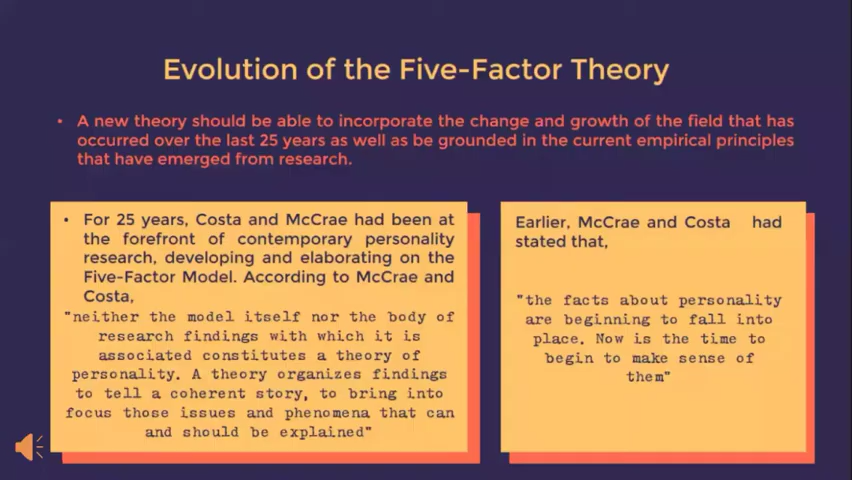 Evolution of the Five-Factor Theory
• A new theory should be able to incorporate the change and growth of the field that has
occurred over the last 25 years as well as be grounded in the current empirical principles
that have emerged from research.
• For 25 years, Costa and McCrae had been at
the forefront of contemporary personality
research, developing and elaborating on the
Five-Factor Model. According to McCrae and
Costa,
"neither the model itself nor the body of
research findings with which it is
associated constitutes a theory of
personality. A theory organizes findings
to tell a coherent story, to bring into
focus those issues and phenomena that can
and should be explained"
Earlier, McCrae and Costa had
stated that,
"the facts about personality
are beginning to fall into
place. Now is the time to
begin to make sense of
them"